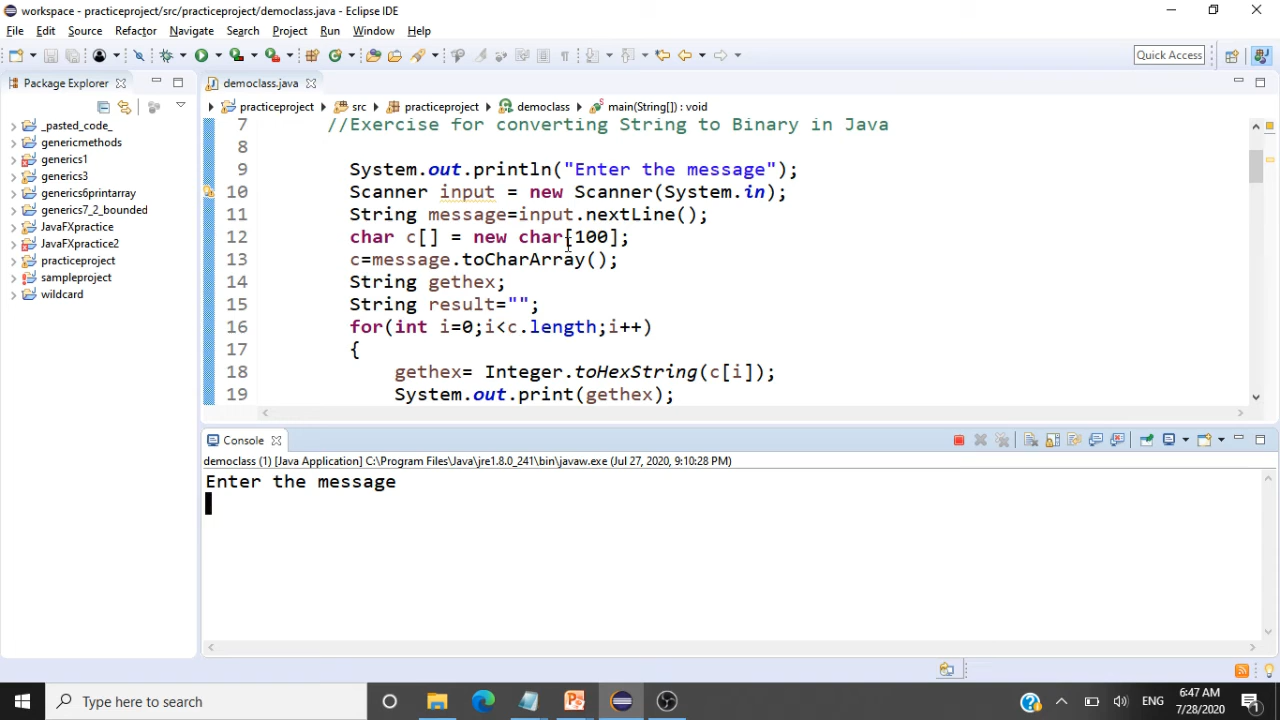 workspace - practiceproject/src/practiceproject/democlass.java - Eclipse IDE
File Edit Source Refactor Navigate Search Project Run Window Help
Quick Access
Package Explorer
democlass.java
practiceproject src practiceproject democlass main(String[]) : void
_pasted_code_
genericmethods
generics1
generics3
generics6printarray
generics7_2_bounded
JavaFXpractice
JavaFXpractice2
practiceproject
sampleproject
wildcard
7 //Exercise for converting String to Binary in Java
8
9 System.out.println("Enter the message");
10 Scanner input = new Scanner(System.in);
11 String message=input.nextLine();
12 char c[] = new char[100];
13 c=message.toCharArray();
14 String gethex;
15 String result="";
16 for(int i=0;i<c.length;i++)
17 {
18 gethex= Integer.toHexString(c[i]);
19 System.out.print(gethex);
Console
democlass (1) [Java Application] C:\Program Files\Java\jre1.8.0_241\bin\javaw.exe (Jul 27, 2020, 9:10:28 PM)
Enter the message
Type here to search
ENG
6:47 AM
7/28/2020
1